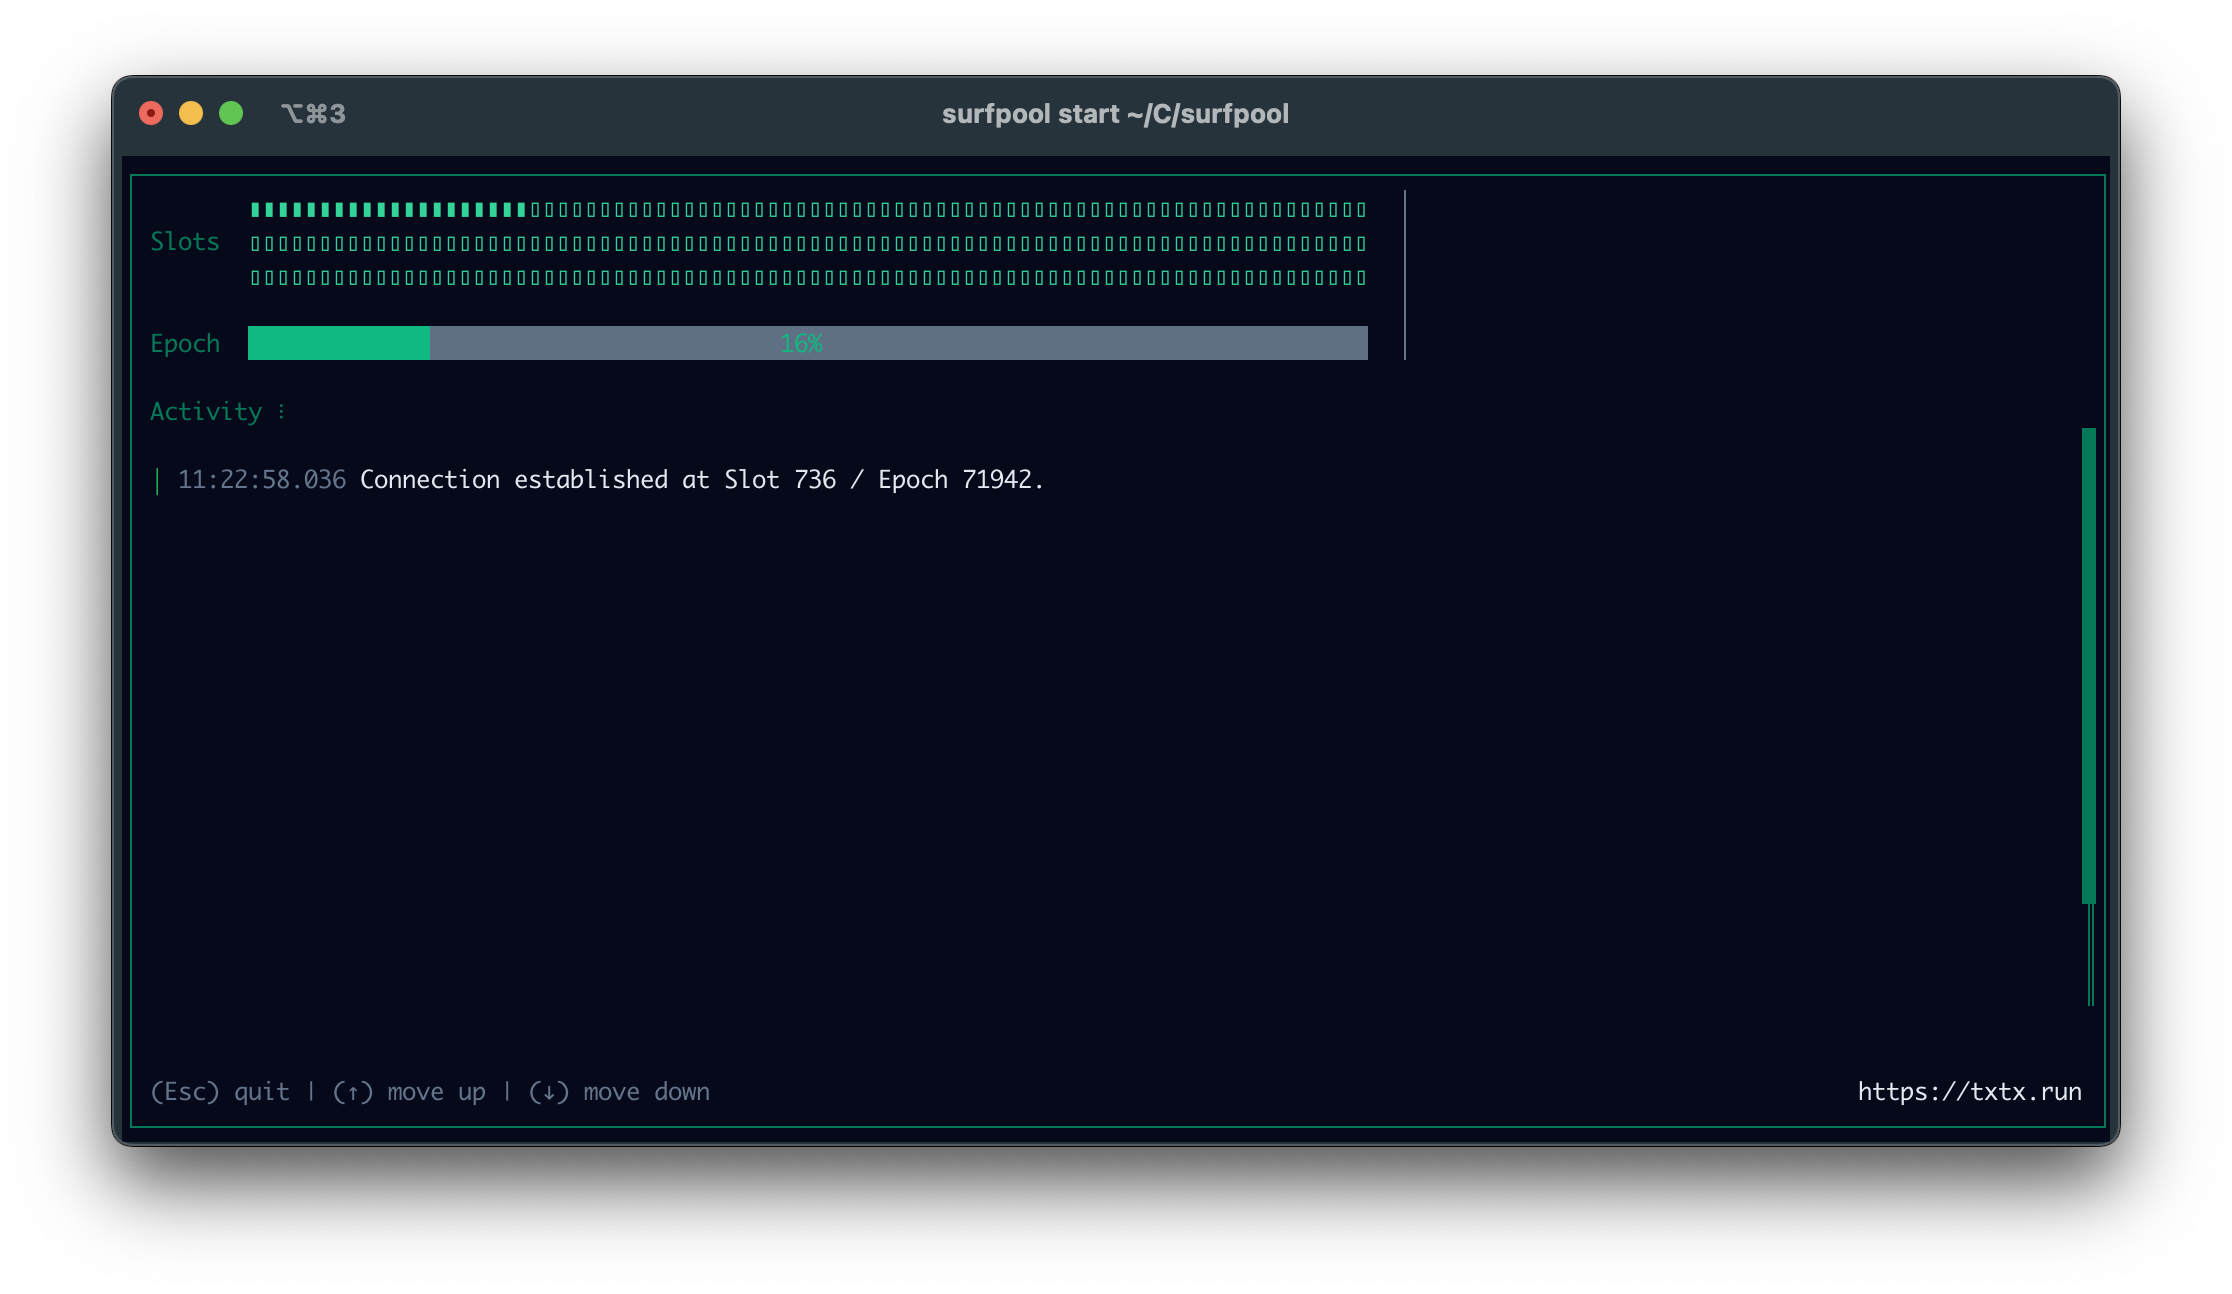 ⌥⌘3 surfpool start ~/C/surfpool
Slots
Epoch 16%
Activity ⁝
| 11:22:58.036 Connection established at Slot 736 / Epoch 71942.
(Esc) quit | (↑) move up | (↓) move down https://txtx.run